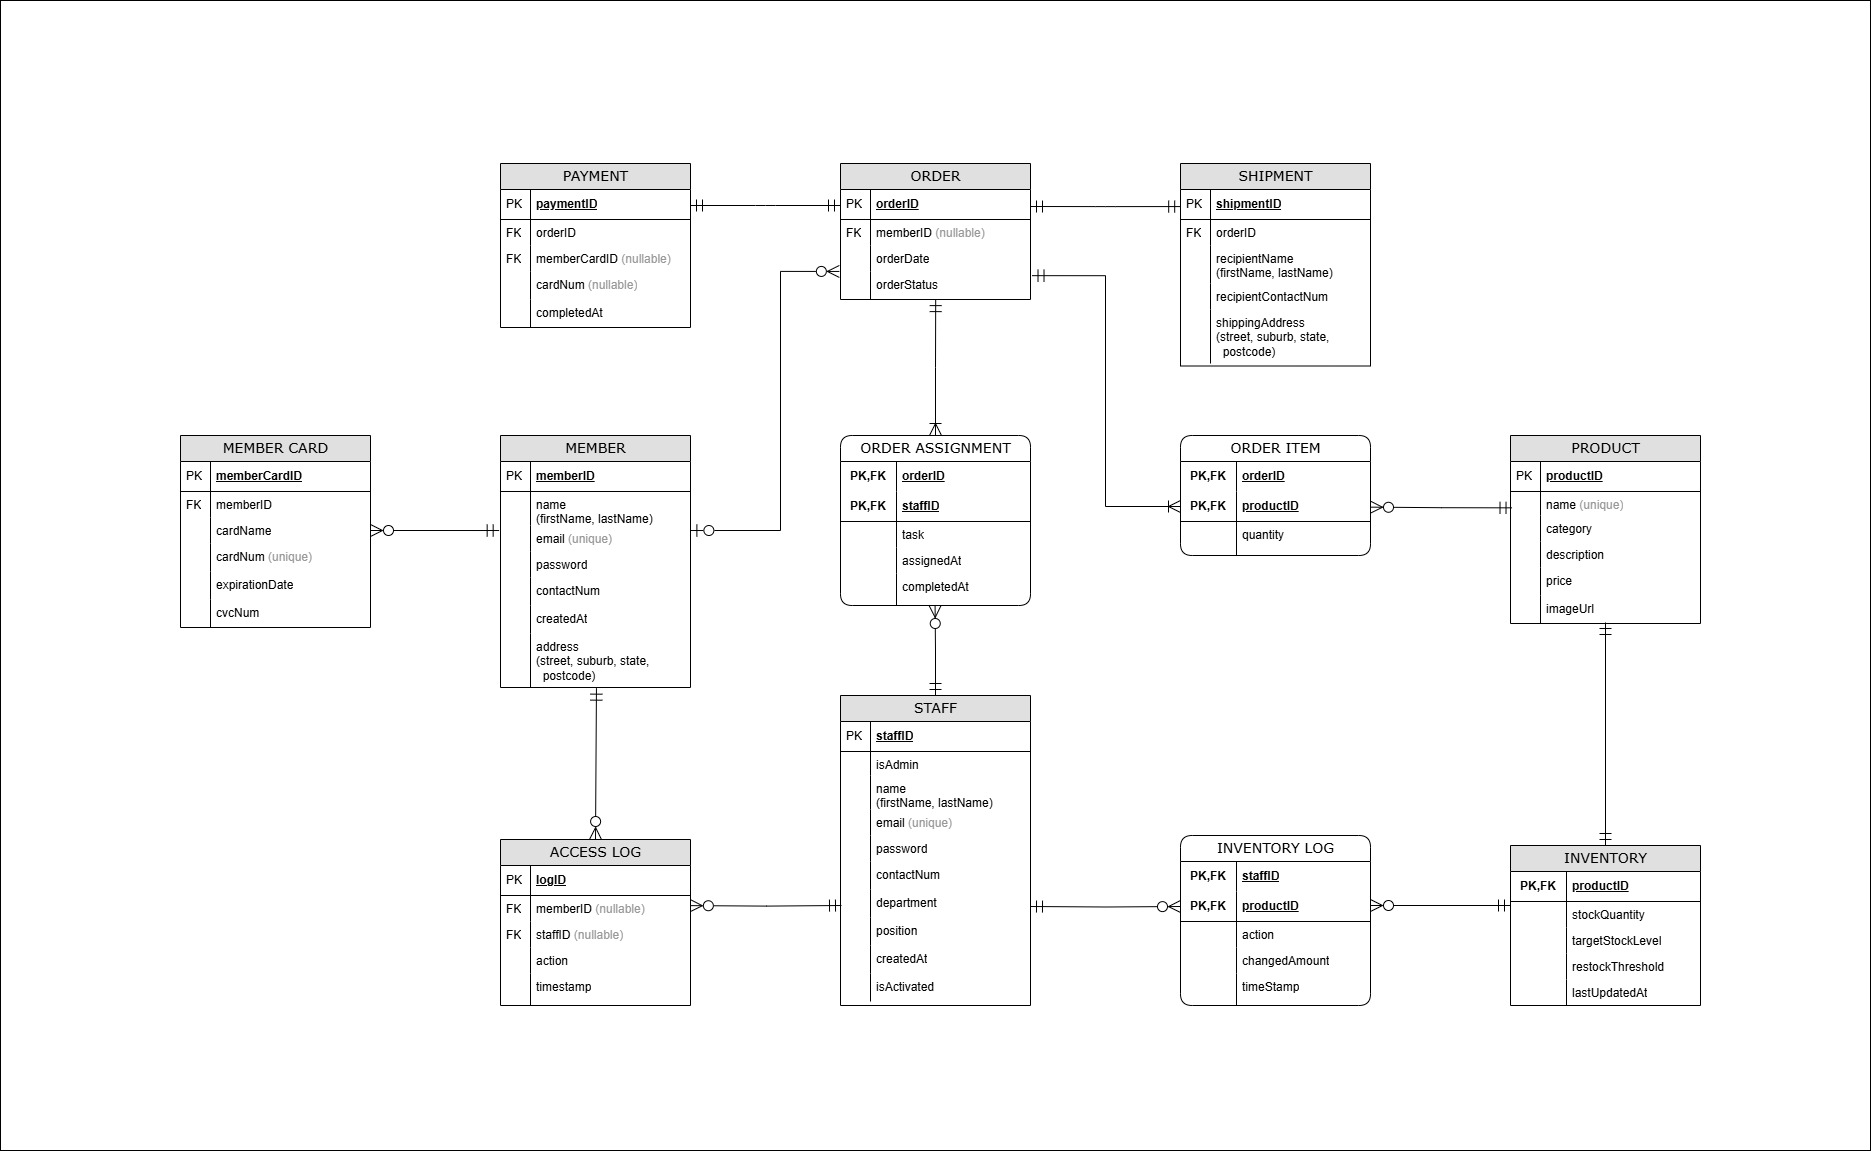 PAYMENT
PK paymentID
FK orderID
FK memberCardID (nullable)
cardNum (nullable)
completedAt
ORDER
PK orderID
FK memberID (nullable)
orderDate
orderStatus
SHIPMENT
PK shipmentID
FK orderID
recipientName
(firstName, lastName)
recipientContactNum
shippingAddress
(street, suburb, state,
postcode)
MEMBER CARD
PK memberCardID
FK memberID
cardName
cardNum (unique)
expirationDate
cvcNum
MEMBER
PK memberID
name
(firstName, lastName)
email (unique)
password
contactNum
createdAt
address
(street, suburb, state,
postcode)
ORDER ASSIGNMENT
PK,FK orderID
PK,FK staffID
task
assignedAt
completedAt
ORDER ITEM
PK,FK orderID
PK,FK productID
quantity
PRODUCT
PK productID
name (unique)
category
description
price
imageUrl
ACCESS LOG
PK logID
FK memberID (nullable)
FK staffID (nullable)
action
timestamp
STAFF
PK staffID
isAdmin
name
(firstName, lastName)
email (unique)
password
contactNum
department
position
createdAt
isActivated
INVENTORY LOG
PK,FK staffID
PK,FK productID
action
changedAmount
timeStamp
INVENTORY
PK,FK productID
stockQuantity
targetStockLevel
restockThreshold
lastUpdatedAt